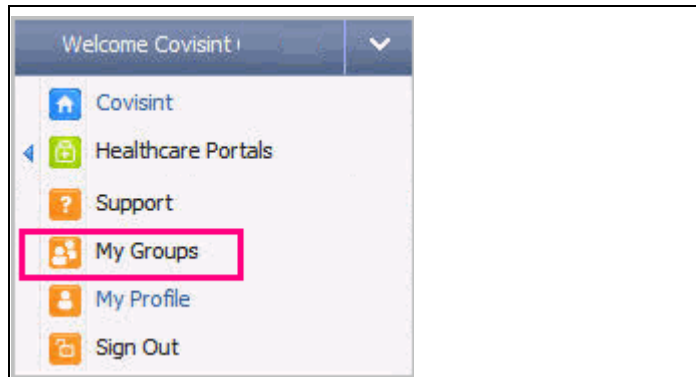 Welcome Covisint
Covisint
Healthcare Portals
Support
My Groups
My Profile
Sign Out